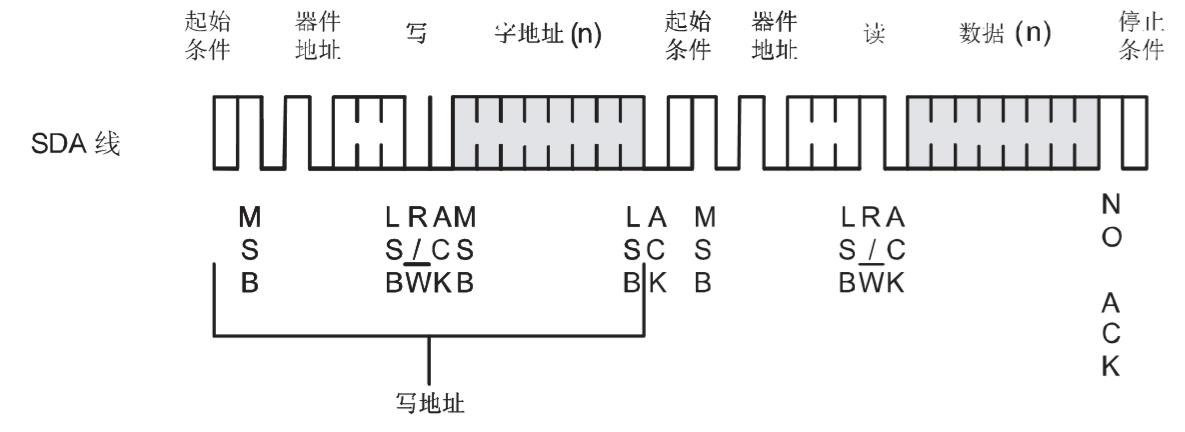 起始 器件 写 字地址 (n) 起始 器件 读 数据 (n) 停止
条件 地址 条件 地址 条件
SDA 线
M L R A M L A M L R A N
S S / C S S C S S / C O
B B W K B B K B B W K
A
C
K
写地址